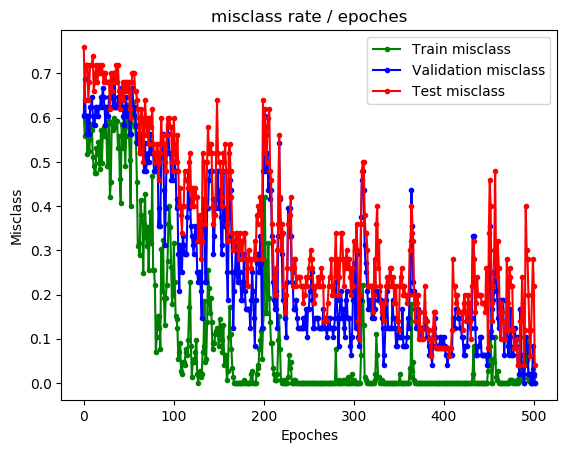 misclass rate / epoches
Train misclass
Validation misclass
Test misclass
Misclass
0.7
0.6
0.5
0.4
0.3
0.2
0.1
0.0
0 100 200 300 400 500
Epoches